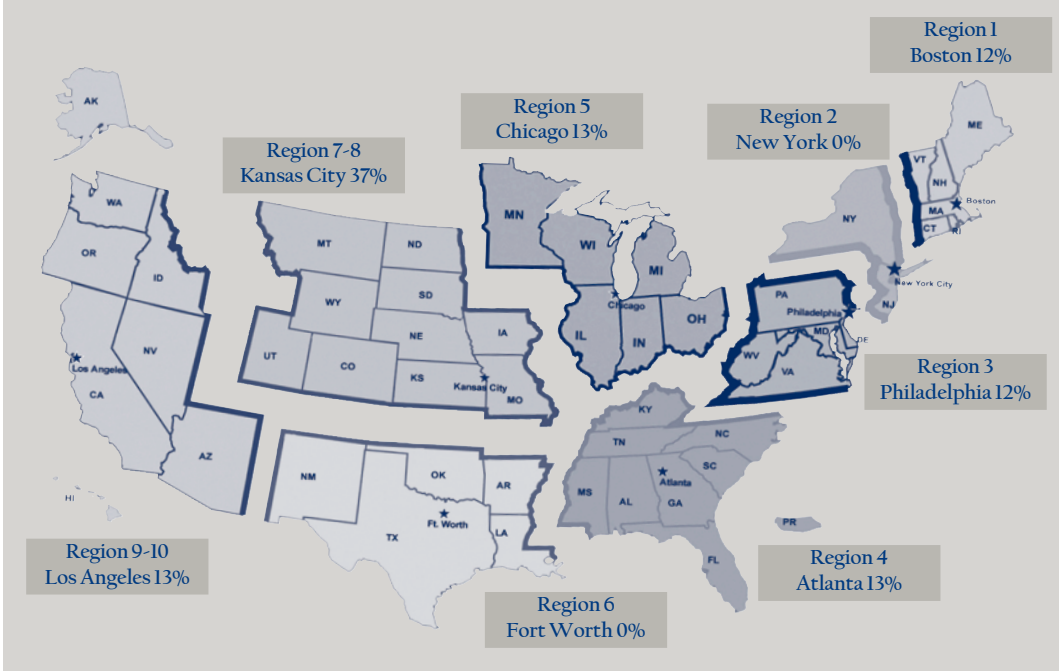 Region 1
Boston 12%
Region 5
Chicago 13%
Region 2
New York 0%
Region 7-8
Kansas City 37%
AK
ME
VT
NH
MA
Boston
CT
RI
WA
OR
ID
MT
ND
MN
WI
MI
NY
New York City
NJ
WY
SD
NE
IA
Chicago
IL
IN
OH
PA
Philadelphia
MD
DE
WV
VA
NV
Los Angeles
CA
UT
CO
KS
Kansas City
MO
Region 3
Philadelphia 12%
AZ
NM
OK
AR
Ft. Worth
TX
LA
KY
TN
NC
SC
Atlanta
MS
AL
GA
FL
PR
HI
Region 9-10
Los Angeles 13%
Region 4
Atlanta 13%
Region 6
Fort Worth 0%